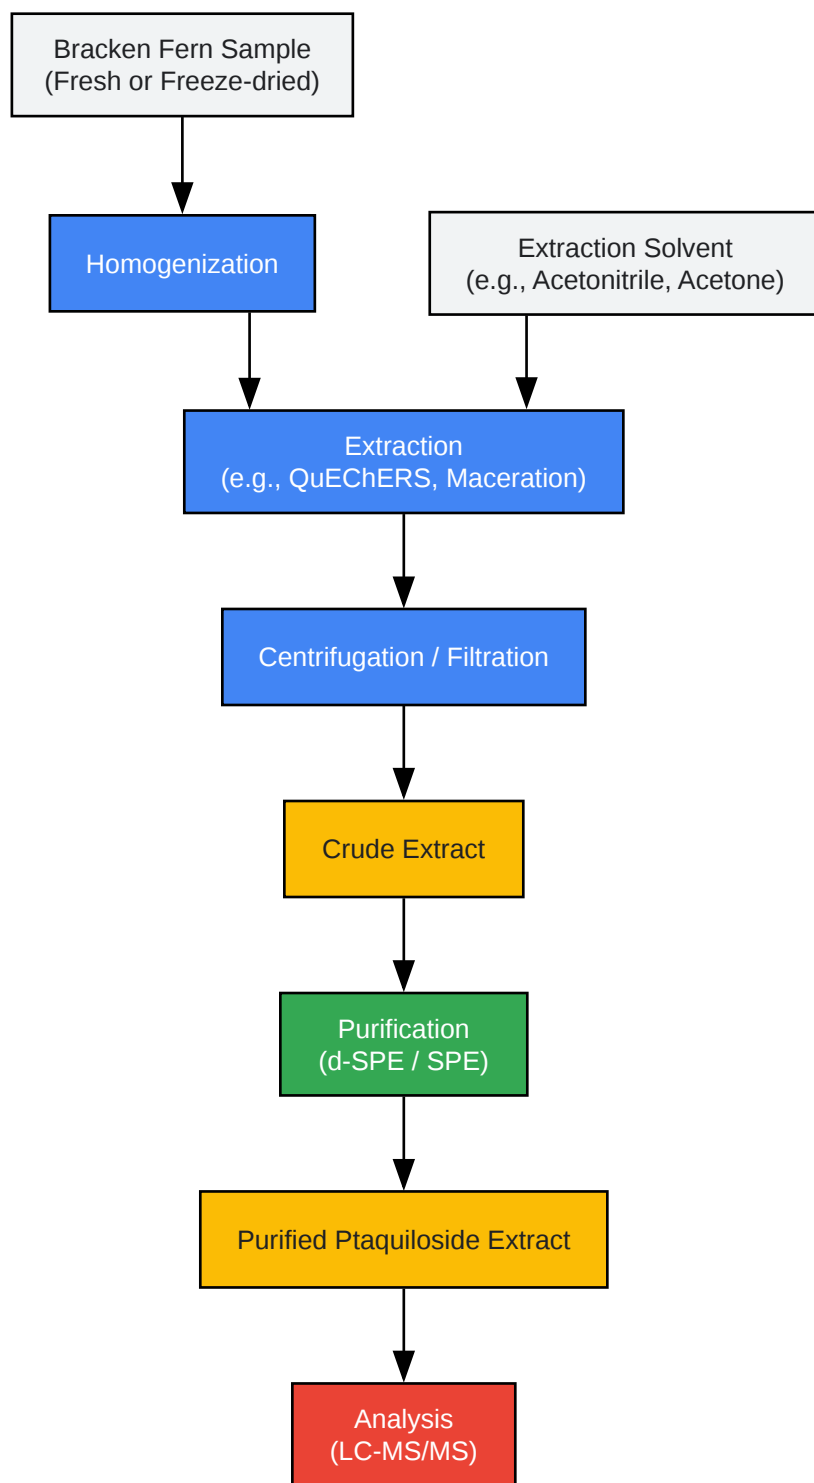 Bracken Fern Sample
(Fresh or Freeze-dried)
Homogenization
Extraction Solvent
(e.g., Acetonitrile, Acetone)
Extraction
(e.g., QuEChERS, Maceration)
Centrifugation / Filtration
Crude Extract
Purification
(d-SPE / SPE)
Purified Ptaquiloside Extract
Analysis
(LC-MS/MS)